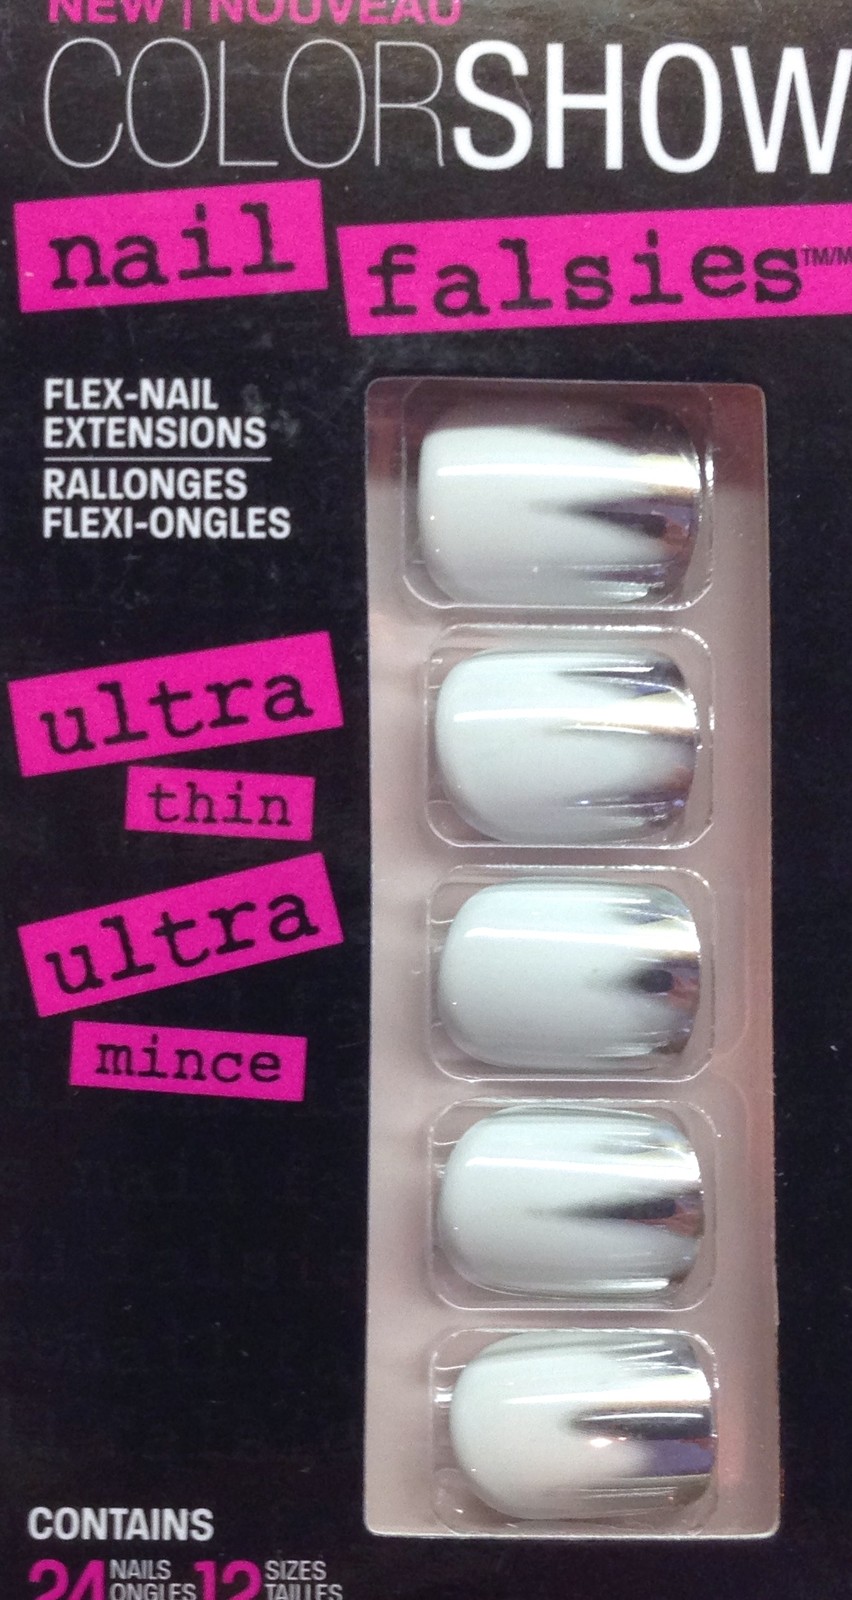 NEW | NOUVEAU
COLORSHOW
nail falsies™/M
FLEX-NAIL
EXTENSIONS
RALLONGES
FLEXI-ONGLES
ultra
thin
ultra
mince
CONTAINS
24 NAILS ONGLES 12 SIZES TAILLES